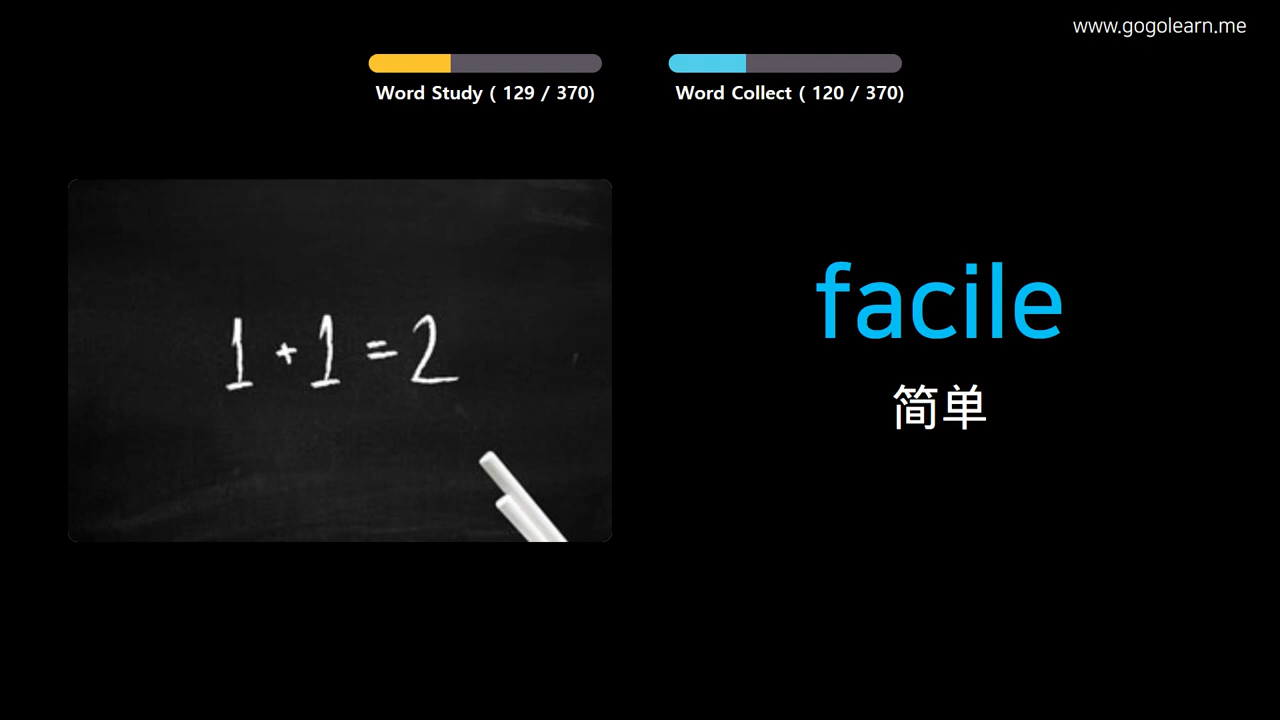 www.gogolearn.me
Word Study ( 129 / 370)
Word Collect ( 120 / 370)
1 + 1 = 2
facile
简单